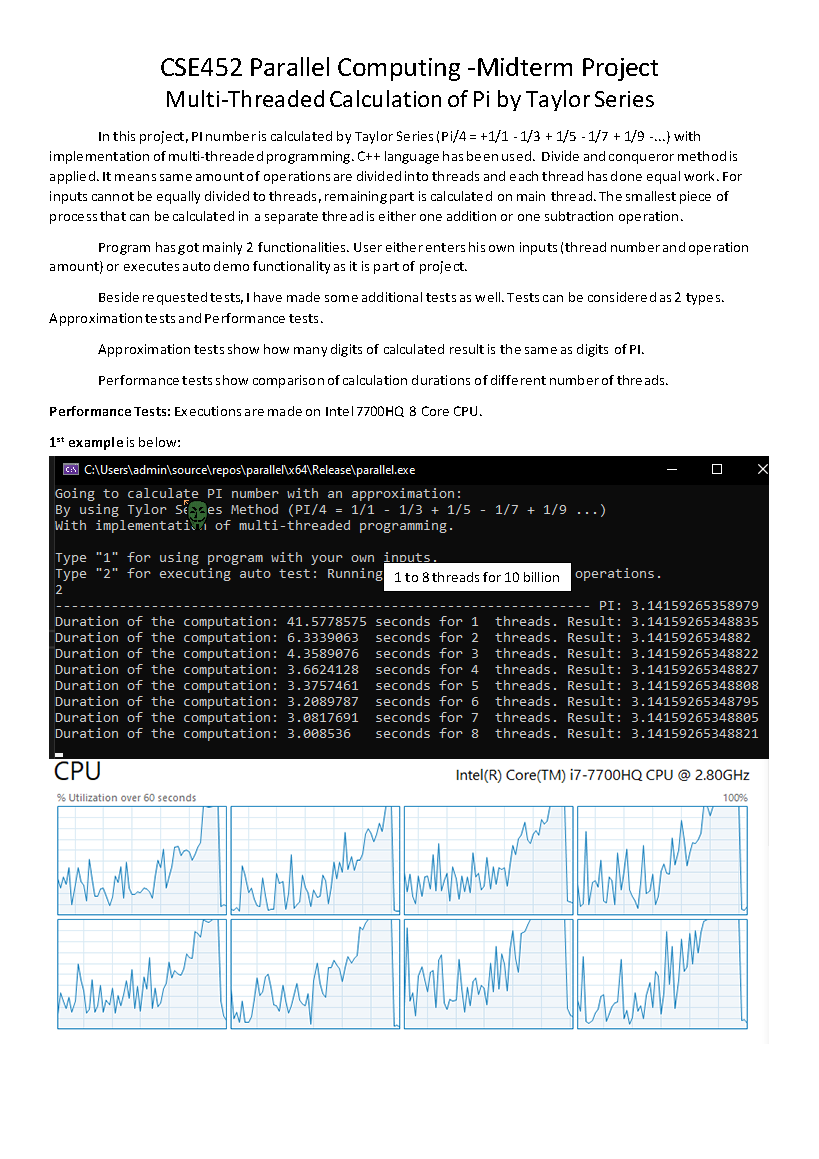 CSE452 Parallel Computing -Midterm Project
Multi-Threaded Calculation of Pi by Taylor Series
In this project, PI number is calculated by Taylor Series (Pi/4 = +1/1 - 1/3 + 1/5 - 1/7 + 1/9 -...) with
implementation of multi-threaded programming. C++ language has been used. Divide and conqueror method is
applied. It means same amount of operations are divided into threads and each thread has done equal work. For
inputs cannot be equally divided to threads, remaining part is calculated on main thread. The smallest piece of
process that can be calculated in a separate thread is either one addition or one subtraction operation.
Program has got mainly 2 functionalities. User either enters his own inputs (thread number and operation
amount) or executes auto demo functionality as it is part of project.
Beside requested tests, I have made some additional tests as well. Tests can be considered as 2 types.
Approximation tests and Performance tests.
Approximation tests show how many digits of calculated result is the same as digits of PI.
Performance tests show comparison of calculation durations of different number of threads.
Performance Tests: Executions are made on Intel 7700HQ 8 Core CPU.
1st example is below:
C:\Users\admin\source\repos\parallel\x64\Release\parallel.exe
Going to calculate PI number with an approximation:
By using Tylor Series Method (PI/4 = 1/1 - 1/3 + 1/5 - 1/7 + 1/9 ...)
With implementation of multi-threaded programming.
Type "1" for using program with your own inputs.
Type "2" for executing auto test: Running 1 to 8 threads for 10 billion operations.
2
------------------------------------------------------------------- PI: 3.14159265358979
Duration of the computation: 41.5778575 seconds for 1 threads. Result: 3.14159265348835
Duration of the computation: 6.3339063 seconds for 2 threads. Result: 3.1415926534882
Duration of the computation: 4.3589076 seconds for 3 threads. Result: 3.14159265348822
Duration of the computation: 3.6624128 seconds for 4 threads. Result: 3.14159265348827
Duration of the computation: 3.3757461 seconds for 5 threads. Result: 3.14159265348808
Duration of the computation: 3.2089787 seconds for 6 threads. Result: 3.14159265348795
Duration of the computation: 3.0817691 seconds for 7 threads. Result: 3.14159265348805
Duration of the computation: 3.008536 seconds for 8 threads. Result: 3.14159265348821
CPU
Intel(R) Core(TM) i7-7700HQ CPU @ 2.80GHz
% Utilization over 60 seconds
100%